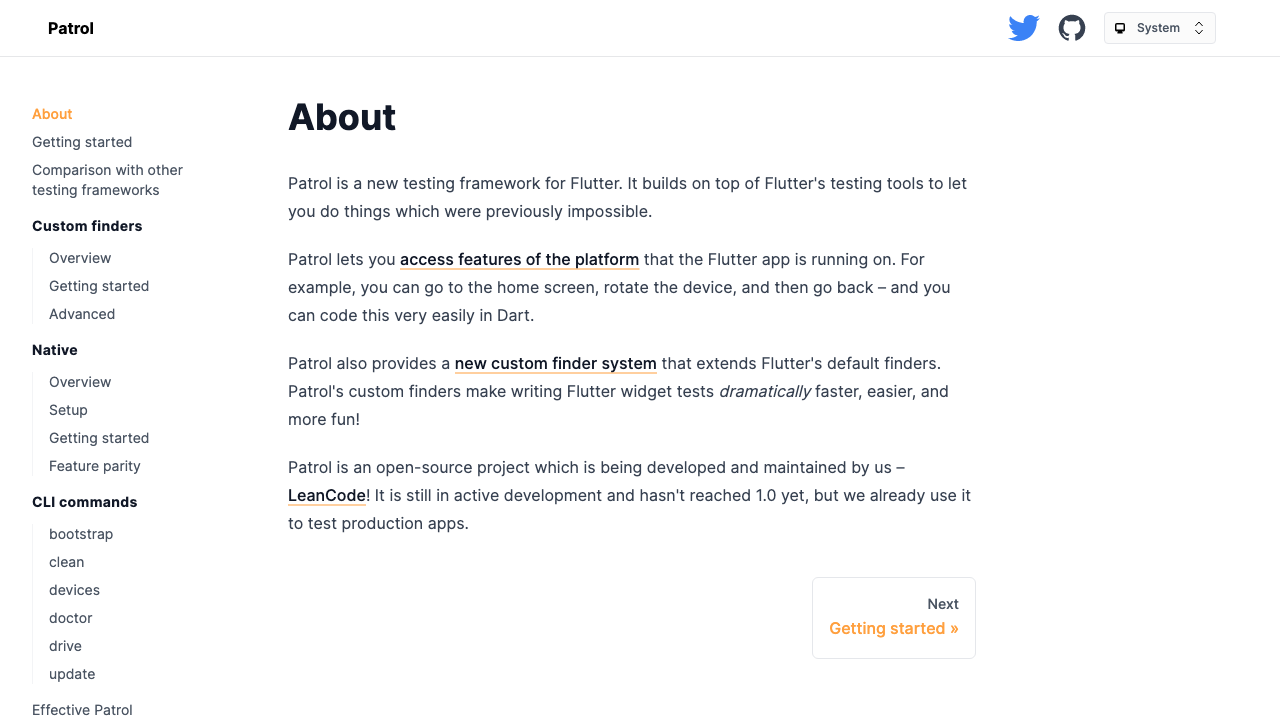 Patrol
System
About
Getting started
Comparison with other
testing frameworks
Custom finders
Overview
Getting started
Advanced
Native
Overview
Setup
Getting started
Feature parity
CLI commands
bootstrap
clean
devices
doctor
drive
update
Effective Patrol
About
Patrol is a new testing framework for Flutter. It builds on top of Flutter's testing tools to let
you do things which were previously impossible.
Patrol lets you access features of the platform that the Flutter app is running on. For
example, you can go to the home screen, rotate the device, and then go back – and you
can code this very easily in Dart.
Patrol also provides a new custom finder system that extends Flutter's default finders.
Patrol's custom finders make writing Flutter widget tests dramatically faster, easier, and
more fun!
Patrol is an open-source project which is being developed and maintained by us –
LeanCode! It is still in active development and hasn't reached 1.0 yet, but we already use it
to test production apps.
Next
Getting started »